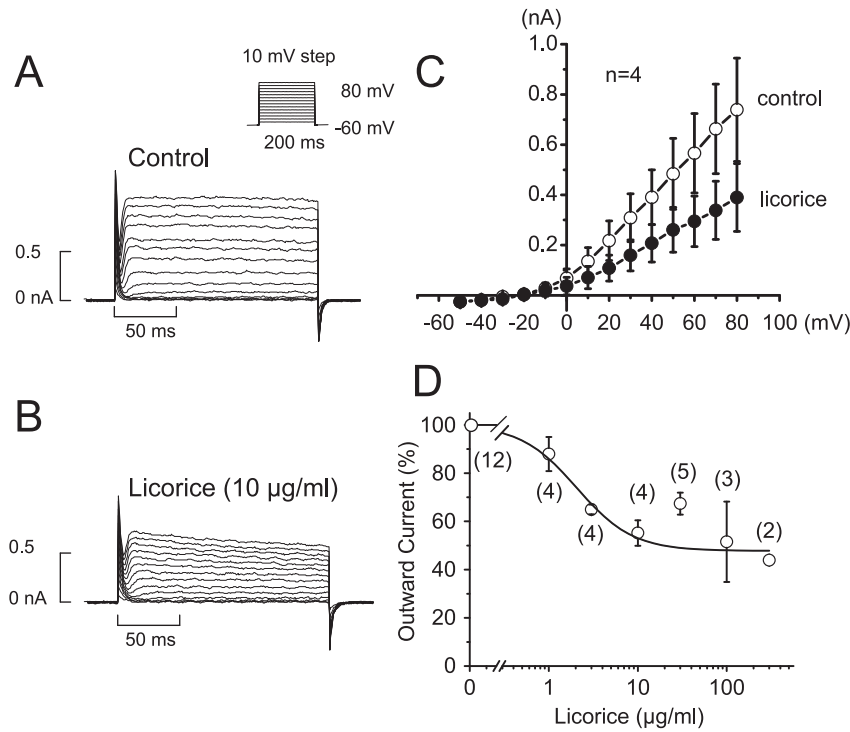 A
10 mV step
80 mV
-60 mV
200 ms
Control
0.5
0 nA
50 ms
B
Licorice (10 µg/ml)
0.5
0 nA
50 ms
C
(nA)
1.0
0.8
0.6
0.4
0.2
n=4
control
licorice
-60 -40 -20 0 20 40 60 80 100 (mV)
D
Outward Current (%)
100
80
60
40
20
0
(12)
(4)
(4)
(4)
(5)
(3)
(2)
0 1 10 100
Licorice (µg/ml)